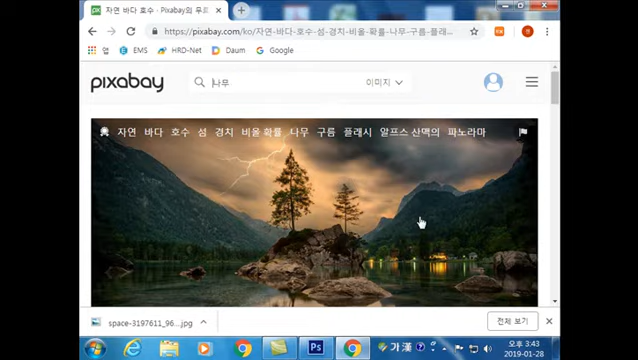 자연 바다 호수 - Pixabay의 무료
https://pixabay.com/ko/자연-바다-호수-섬-경치-비올-확률-나무-구름-플래...
앱 EMS HRD-Net Daum Google
pixabay 나무 이미지
자연 바다 호수 섬 경치 비올 확률 나무 구름 플래시 알프스 산맥의 파노라마
space-3197611_96....jpg 전체 보기
Ps 가 漢 오후 3:43
2019-01-28